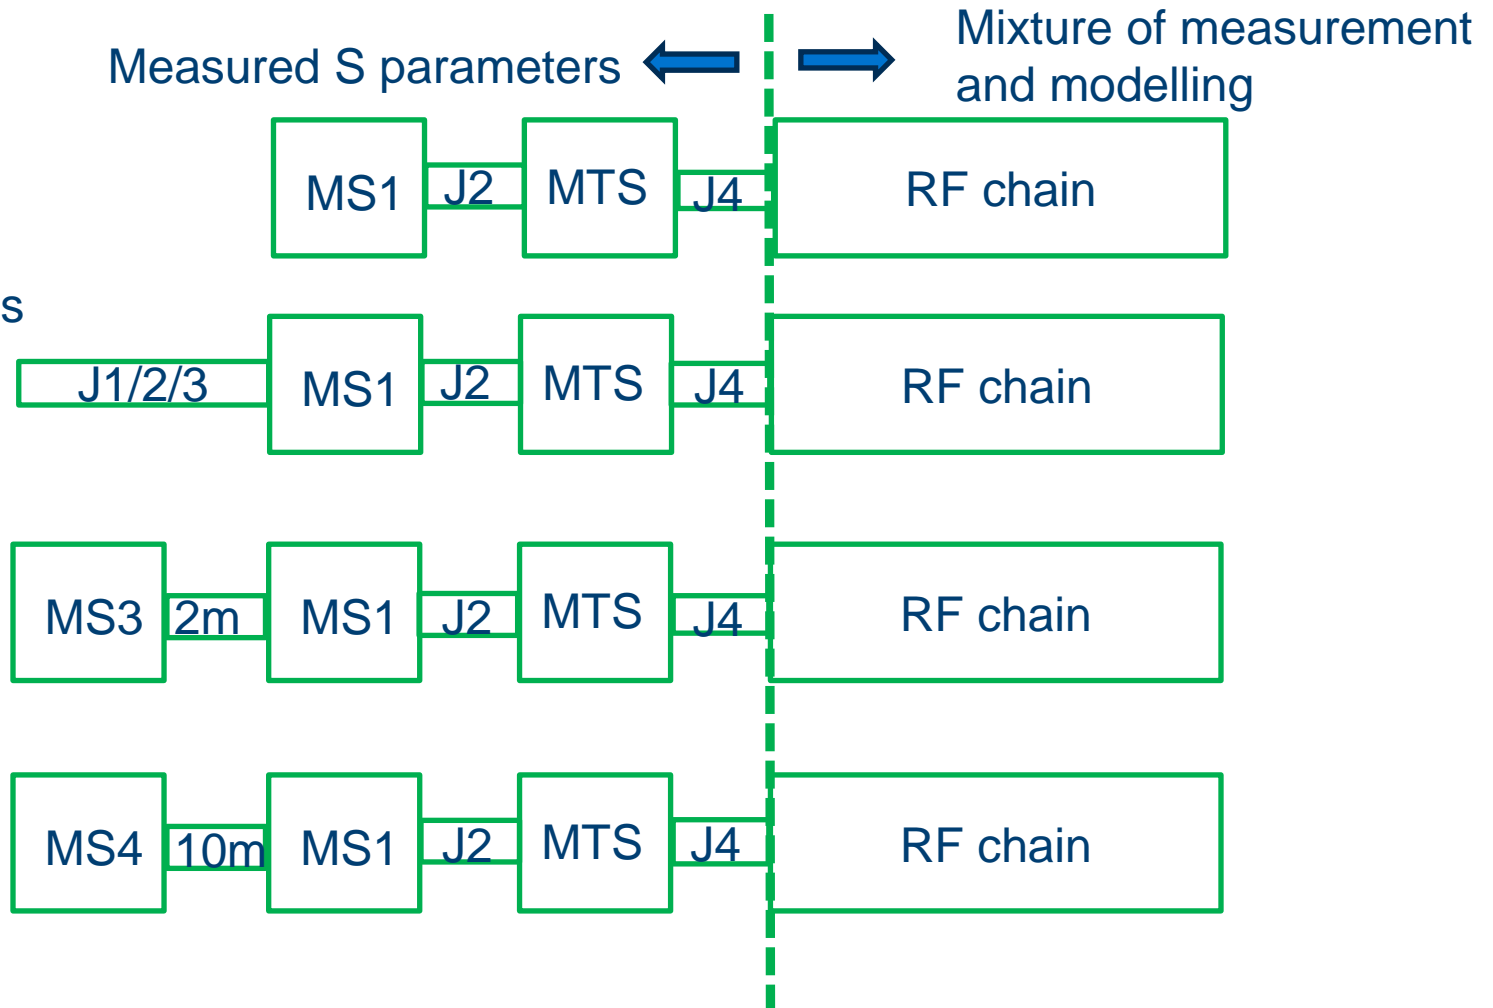 Measured S parameters
Mixture of measurement
and modelling
MS1 J2 MTS J4 RF chain
s
J1/2/3 MS1 J2 MTS J4 RF chain
MS3 2m MS1 J2 MTS J4 RF chain
MS4 10m MS1 J2 MTS J4 RF chain